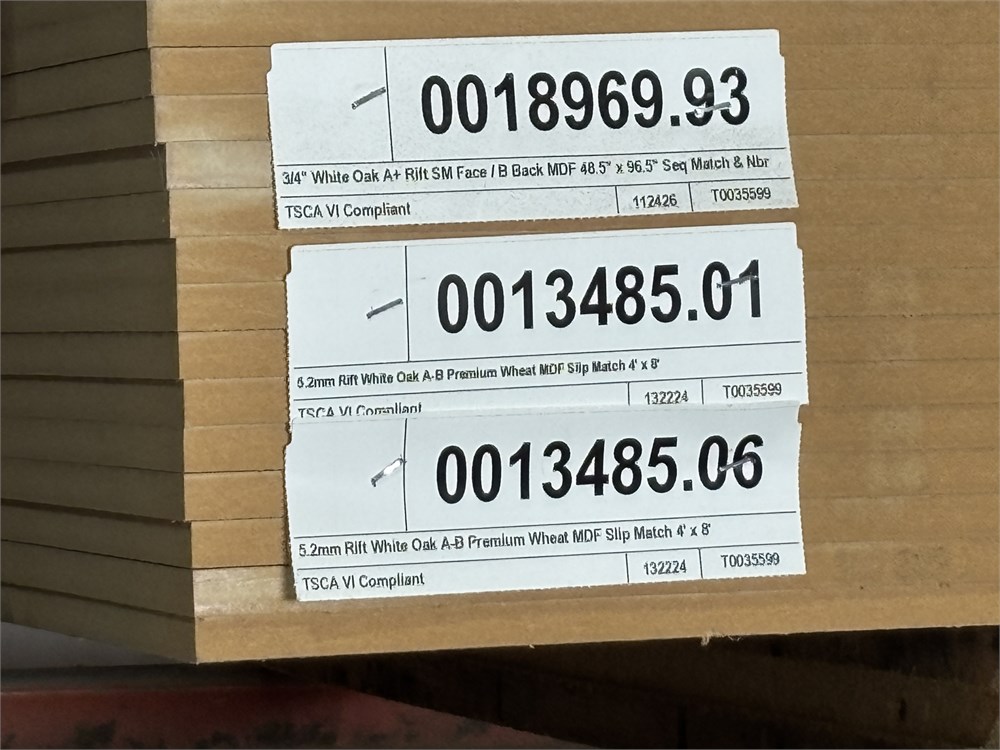 0018969.93
3/4" White Oak A+ Rift SM Face / B Back MDF 48.5" x 96.5" Seq Match & Nbr
TSCA VI Compliant 112426 T0035599
0013485.01
5.2mm Rift White Oak A-B Premium Wheat MDF Slip Match 4' x 8'
TSCA VI Compliant 132224 T0035599
0013485.06
5.2mm Rift White Oak A-B Premium Wheat MDF Slip Match 4' x 8'
TSCA VI Compliant 132224 T0035599